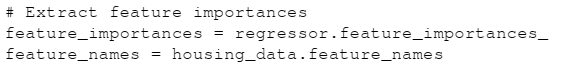 # Extract feature importances
feature_importances = regressor.feature_importances_
feature_names = housing_data.feature_names